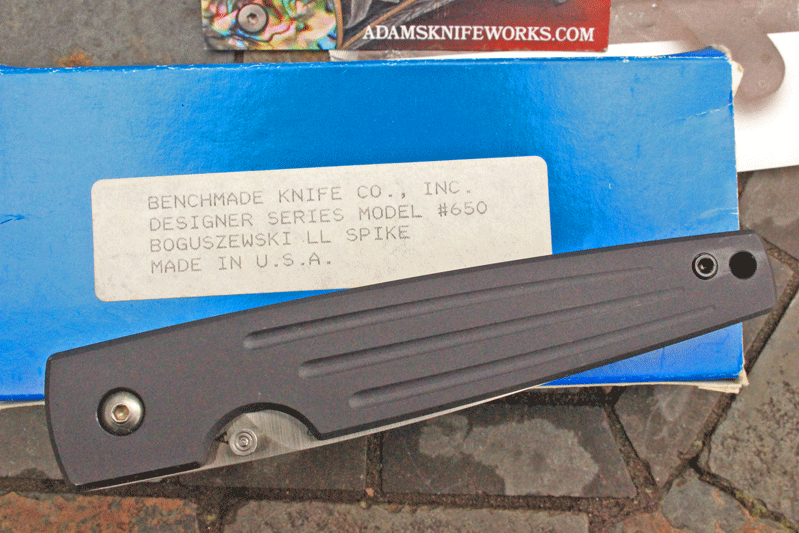 ADAMSKNIFEWORKS.COM
BENCHMADE KNIFE CO., INC.
DESIGNER SERIES MODEL #650
BOGUSZEWSKI LL SPIKE
MADE IN U.S.A.